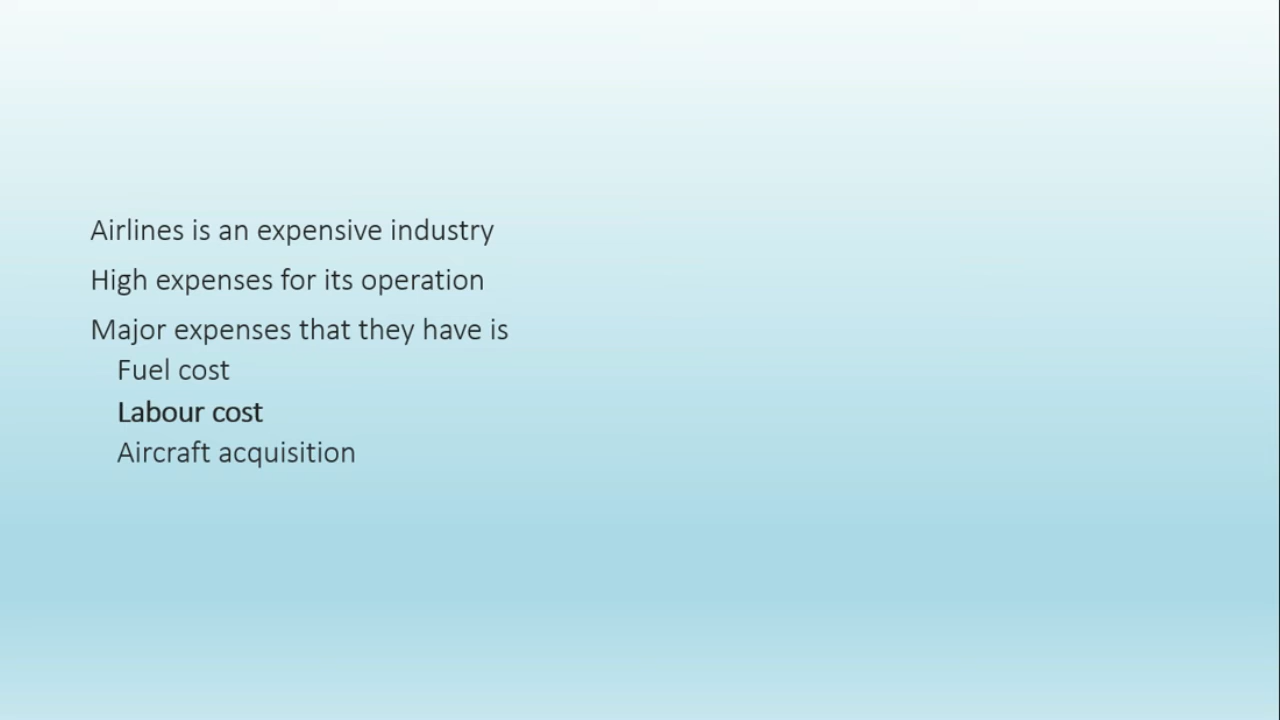 Airlines is an expensive industry
High expenses for its operation
Major expenses that they have is
Fuel cost
Labour cost
Aircraft acquisition